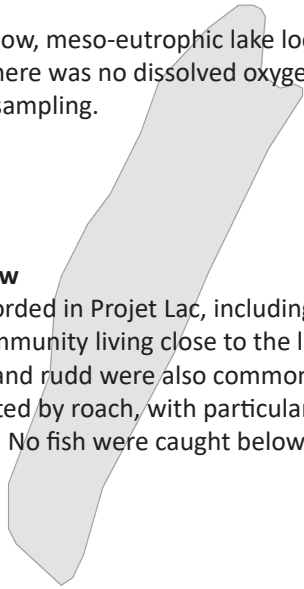 ow, meso-eutrophic lake loc
here was no dissolved oxyge
sampling.
w
orded in Projet Lac, including
mmunity living close to the l
and rudd were also common
ted by roach, with particular
No fish were caught below